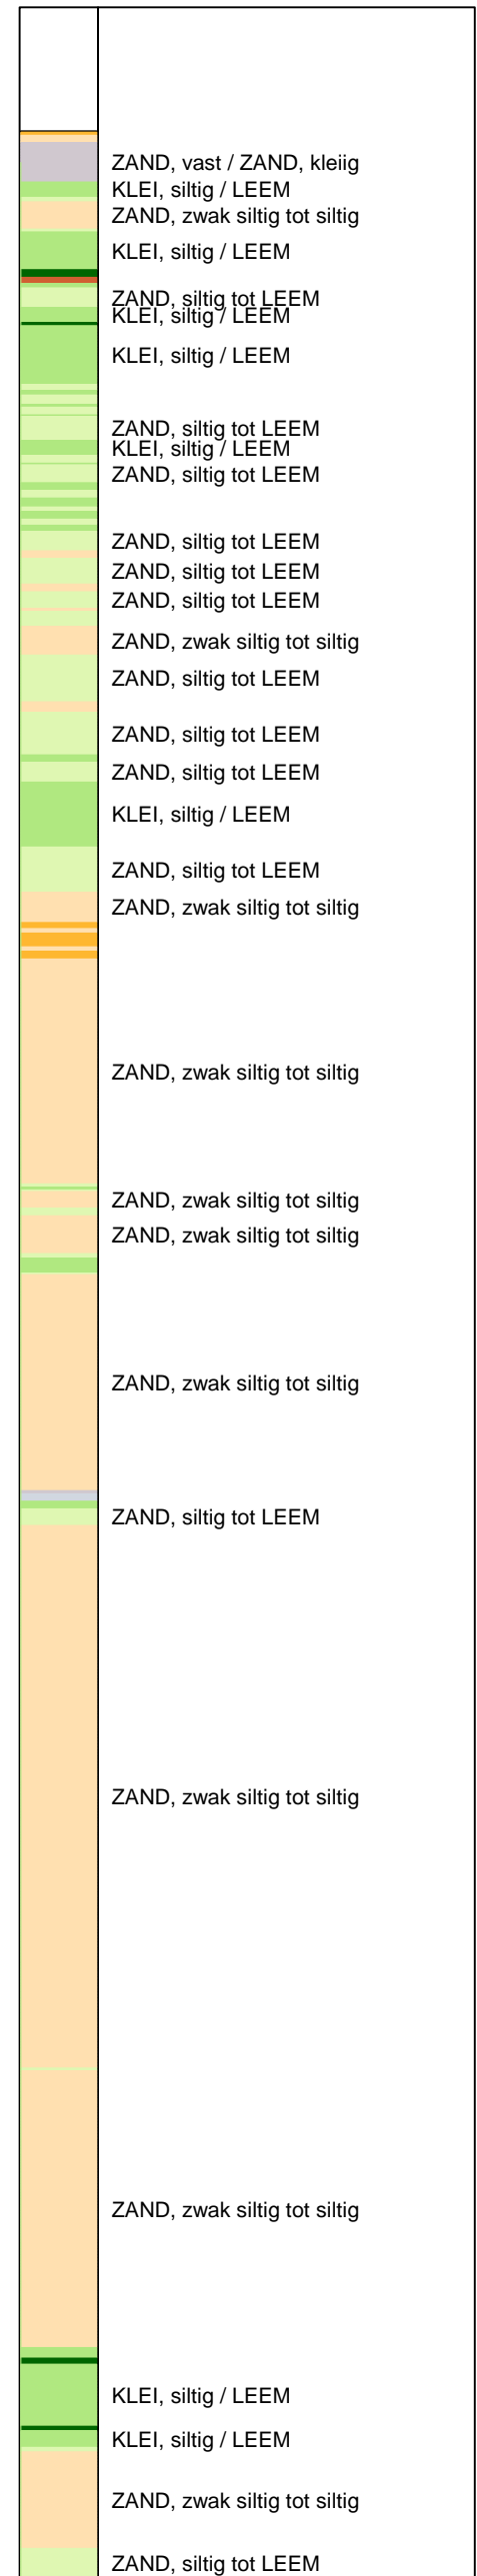 ZAND, vast / ZAND, kleiig
KLEI, siltig / LEEM
ZAND, zwak siltig tot siltig
KLEI, siltig / LEEM
ZAND, siltig tot LEEM
KLEI, siltig / LEEM
KLEI, siltig / LEEM
ZAND, siltig tot LEEM
KLEI, siltig / LEEM
ZAND, siltig tot LEEM
ZAND, siltig tot LEEM
ZAND, siltig tot LEEM
ZAND, siltig tot LEEM
ZAND, zwak siltig tot siltig
ZAND, siltig tot LEEM
ZAND, siltig tot LEEM
ZAND, siltig tot LEEM
KLEI, siltig / LEEM
ZAND, siltig tot LEEM
ZAND, zwak siltig tot siltig
ZAND, zwak siltig tot siltig
ZAND, zwak siltig tot siltig
ZAND, zwak siltig tot siltig
ZAND, zwak siltig tot siltig
ZAND, siltig tot LEEM
ZAND, zwak siltig tot siltig
ZAND, zwak siltig tot siltig
KLEI, siltig / LEEM
KLEI, siltig / LEEM
ZAND, zwak siltig tot siltig
ZAND, siltig tot LEEM